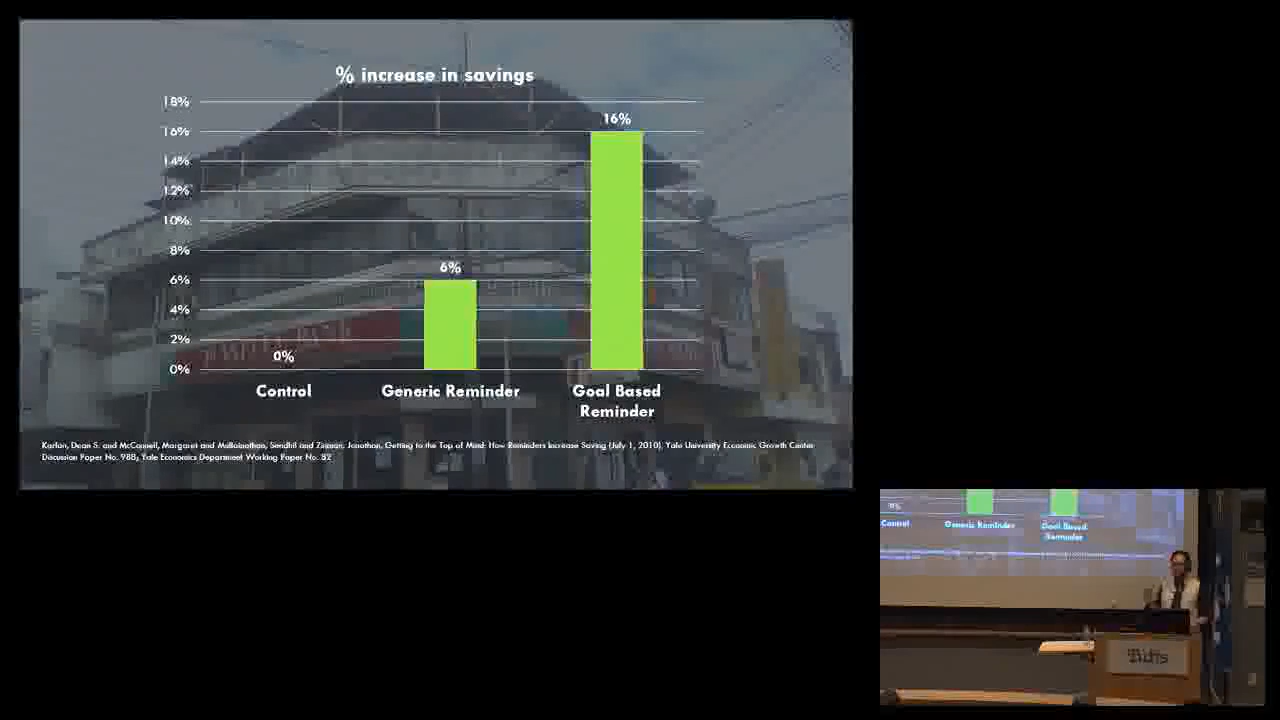 % increase in savings
18%
16%
14%
12%
10%
8%
6%
4%
2%
0%
0%
6%
16%
Control
Generic Reminder
Goal Based
Reminder
Karlan, Dean S. and McConnell, Margaret and Mullainathan, Sendhil and Zinman, Jonathan, Getting to the Top of Mind: How Reminders Increase Saving (July 1, 2010). Yale University Economic Growth Center
Discussion Paper No. 988; Yale Economics Department Working Paper No. 82
0%
Control
Generic Reminder
Goal Based
Reminder
Tufts